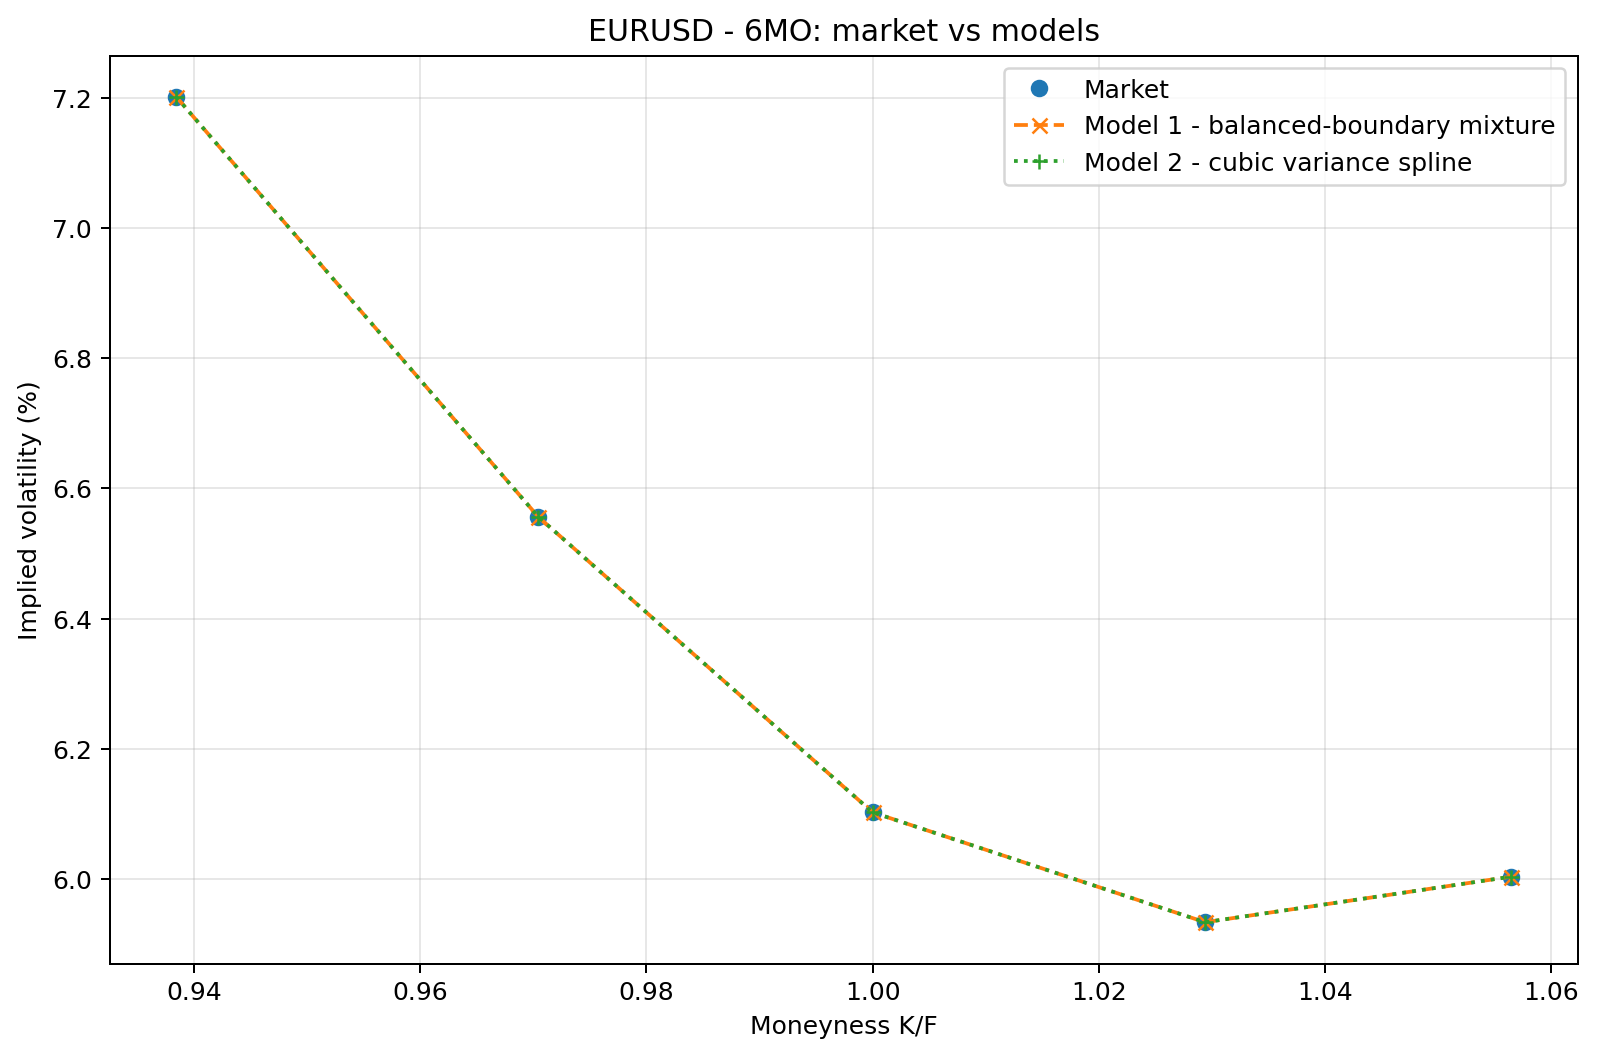 EURUSD - 6MO: market vs models
Market
Model 1 - balanced-boundary mixture
Model 2 - cubic variance spline
Implied volatility (%)
7.2
7.0
6.8
6.6
6.4
6.2
6.0
0.94 0.96 0.98 1.00 1.02 1.04 1.06
Moneyness K/F